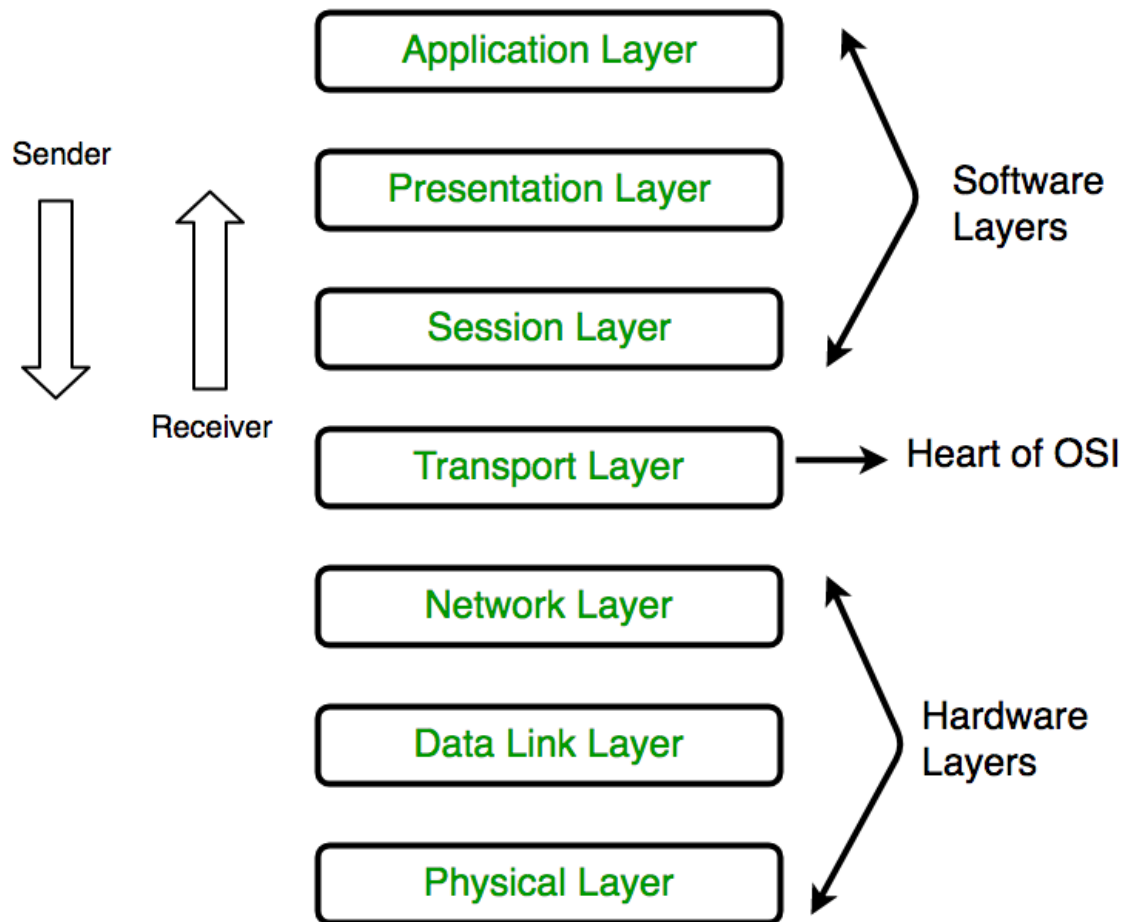 Application Layer
Sender
Presentation Layer
Software
Layers
Session Layer
Receiver
Transport Layer
Heart of OSI
Network Layer
Hardware
Layers
Data Link Layer
Physical Layer